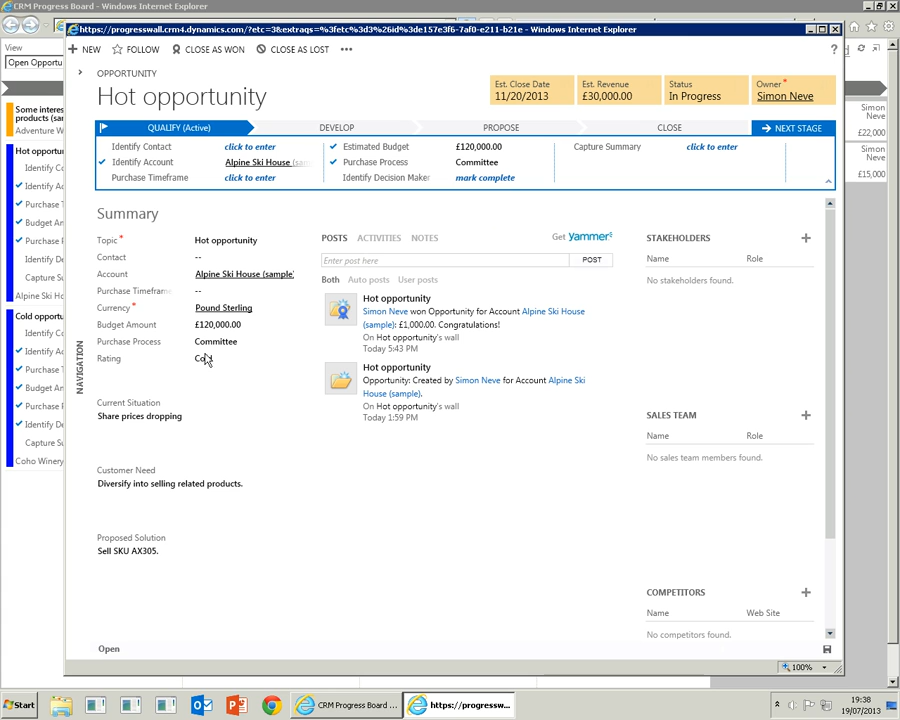 CRM Progress Board - Windows Internet Explorer
https://progresswall.crm4.dynamics.com/?etc=3&extraqs=%3fetc%3d3%26id%3de157e3f6-7af0-e211-b21e - Windows Internet Explorer
NEW FOLLOW CLOSE AS WON CLOSE AS LOST •••
?
View
Open Opportu
Some interes
products (sa
Adventure W
Hot opportu
Identify Co
Identify Ac
Purchase T
Budget Am
Purchase P
Identify De
Capture Su
Alpine Ski Ho
Cold opportu
Identify Co
Identify Ac
Purchase T
Budget Am
Purchase P
Identify De
Capture Su
Coho Winery
OPPORTUNITY
Hot opportunity
Est. Close Date
11/20/2013
Est. Revenue
£30,000.00
Status
In Progress
Owner *
Simon Neve
QUALIFY (Active) DEVELOP PROPOSE CLOSE NEXT STAGE
Identify Contact click to enter
Identify Account Alpine Ski House (sam
Purchase Timeframe click to enter
Estimated Budget £120,000.00
Purchase Process Committee
Identify Decision Maker mark complete
Capture Summary click to enter
Simon
Neve
£22,000
Simon
Neve
£15,000
NAVIGATION
Summary
Topic * Hot opportunity
Contact --
Account Alpine Ski House (sample)
Purchase Timeframe --
Currency * Pound Sterling
Budget Amount £120,000.00
Purchase Process Committee
Rating
Current Situation
Share prices dropping
Customer Need
Diversify into selling related products.
Proposed Solution
Sell SKU AX305.
POSTS ACTIVITIES NOTES Get yammer
Enter post here POST
Both Auto posts User posts
Hot opportunity
Simon Neve won Opportunity for Account Alpine Ski House
(sample): £1,000.00. Congratulations!
On Hot opportunity's wall
Today 5:43 PM
Hot opportunity
Opportunity: Created by Simon Neve for Account Alpine Ski
House (sample).
On Hot opportunity's wall
Today 1:59 PM
STAKEHOLDERS +
Name Role
No stakeholders found.
SALES TEAM +
Name Role
No sales team members found.
COMPETITORS +
Name Web Site
No competitors found.
Open
100%
Start
CRM Progress Board ...
https://progressw...
19:38
19/07/2013